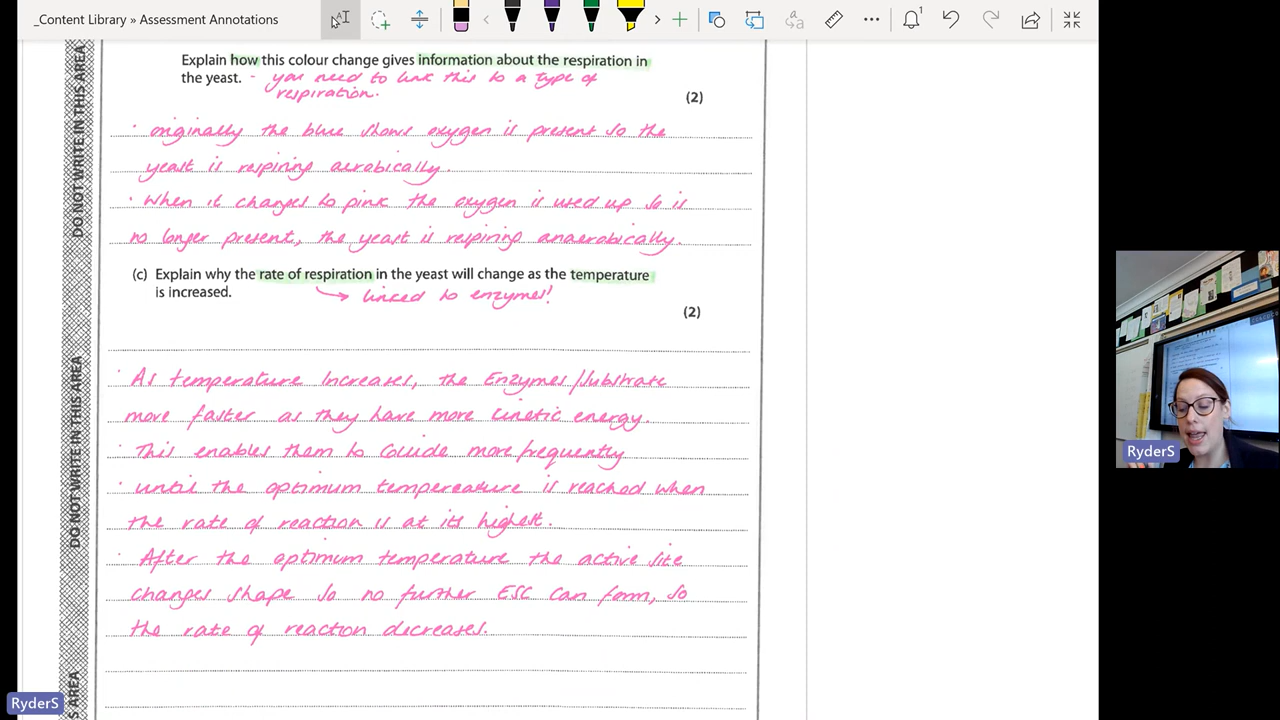 _Content Library » Assessment Annotations
Explain how this colour change gives information about the respiration in
the yeast. - you need to link this to a type of
respiration.
(2)
· originally the blue shows oxygen is present so the
yeast is respiring aerobically.
· When it changes to pink the oxygen is used up so is
no longer present, the yeast is respiring anaerobically.
(c) Explain why the rate of respiration in the yeast will change as the temperature
is increased. → linced to enzymes!
(2)
· As temperature Increases, the Enzymes/substrate
move faster as they have more kinetic energy.
· This enables them to collide more frequently
· until the optimum tempereature is reached when
the rate of reaction is at its highest.
· After the optimum temperature the active site
changes shape so no further ESC can form, so
the rate of reaction decreases.
DO NOT WRITE IN THIS AREA
DO NOT WRITE IN THIS AREA
S AREA
RyderS
RyderS